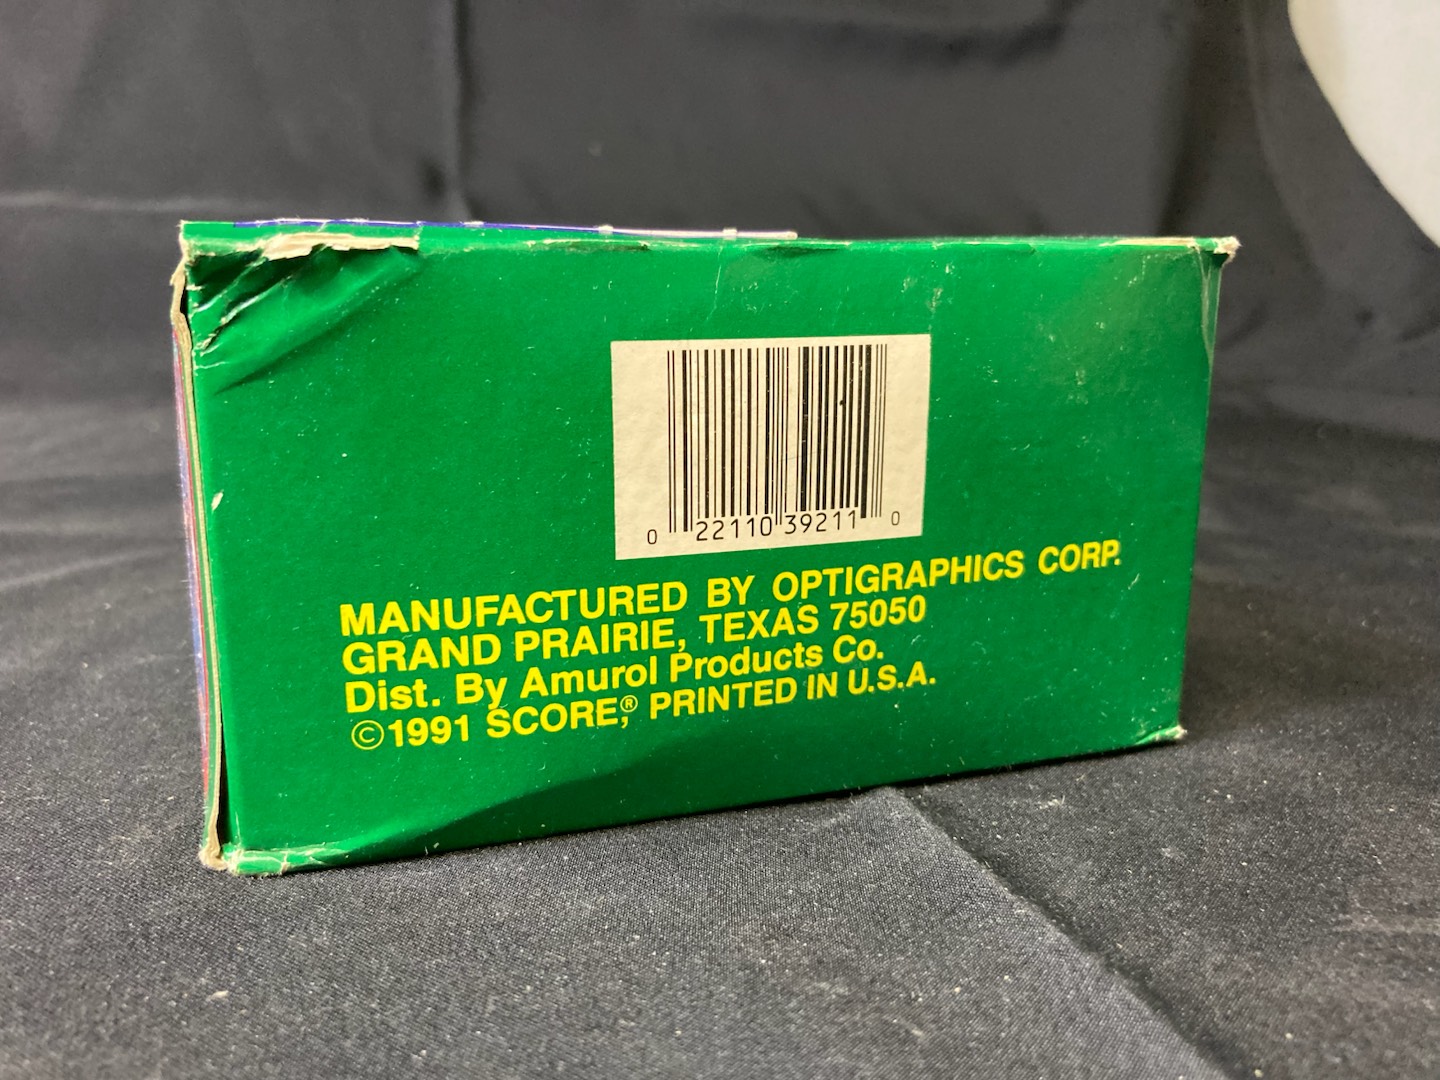 0 22110 39211 0
MANUFACTURED BY OPTIGRAPHICS CORP.
GRAND PRAIRIE, TEXAS 75050
Dist. By Amurol Products Co.
©1991 SCORE,® PRINTED IN U.S.A.